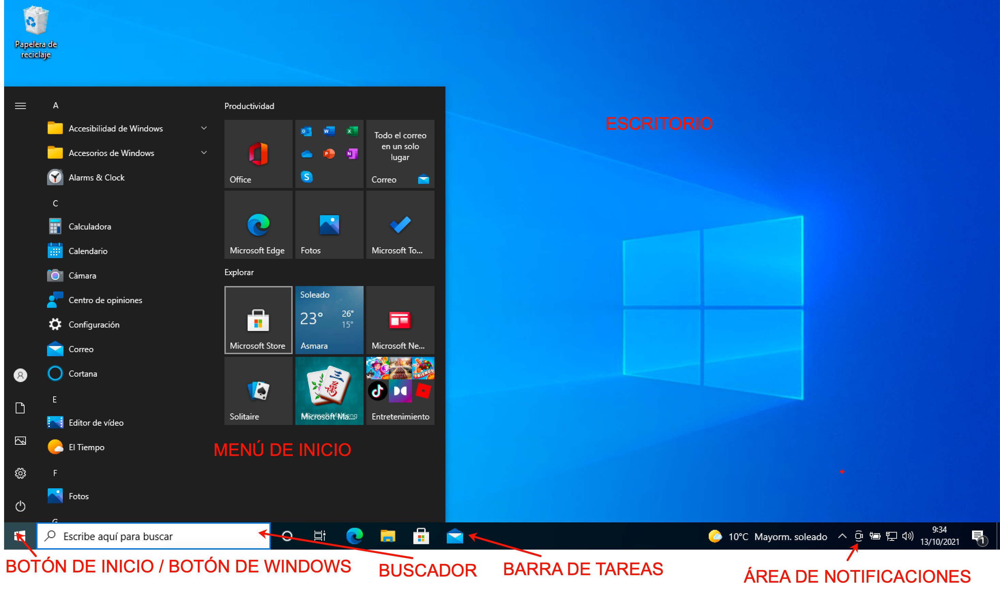 Papelera de
reciclaje
A
Accesibilidad de Windows
Accesorios de Windows
Alarms & Clock
C
Calculadora
Calendario
Cámara
Centro de opiniones
Configuración
Correo
Cortana
E
Editor de vídeo
El Tiempo
F
Fotos
G
Productividad
Office
Todo el correo
en un solo
lugar
Correo
Microsoft Edge
Fotos
Microsoft To...
Explorar
Microsoft Store
Soleado
23°
26°
15°
Asmara
Microsoft Ne...
Solitaire
Microsoft Mahjong
Microsoft Ma...
FRIENDS
Entretenimiento
MENÚ DE INICIO
ESCRITORIO
Escribe aquí para buscar
10°C Mayorm. soleado
9:34
13/10/2021
1
BOTÓN DE INICIO / BOTÓN DE WINDOWS
BUSCADOR
BARRA DE TAREAS
ÁREA DE NOTIFICACIONES